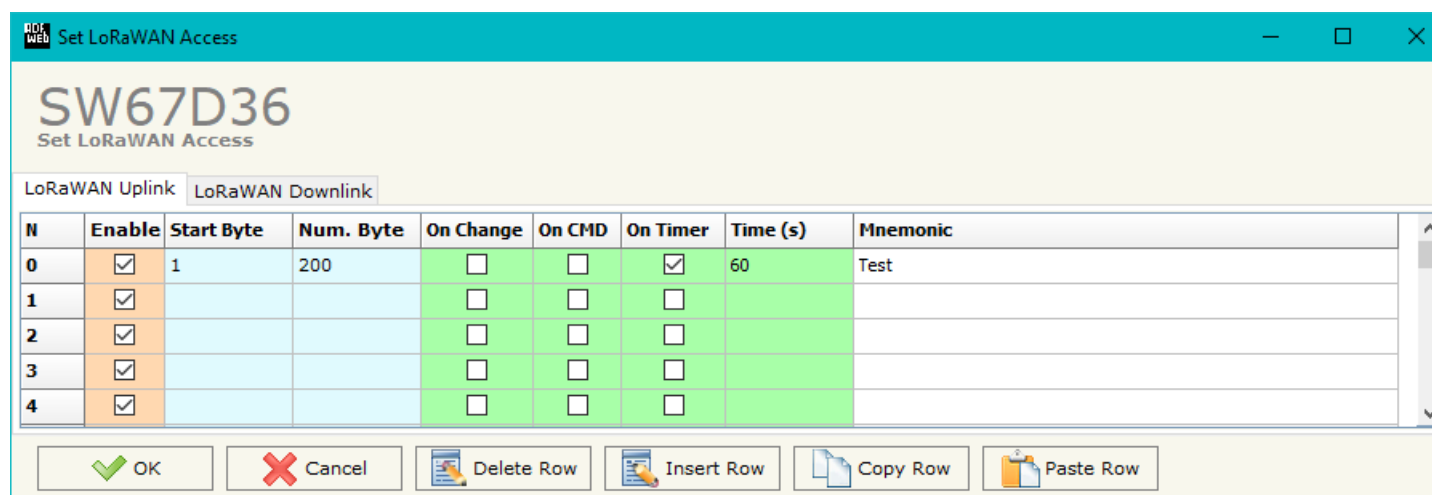 ADF WEB Set LoRaWAN Access
SW67D36
Set LoRaWAN Access
LoRaWAN Uplink LoRaWAN Downlink
N Enable Start Byte Num. Byte On Change On CMD On Timer Time (s) Mnemonic
0 1 200 60 Test
1
2
3
4
OK Cancel Delete Row Insert Row Copy Row Paste Row